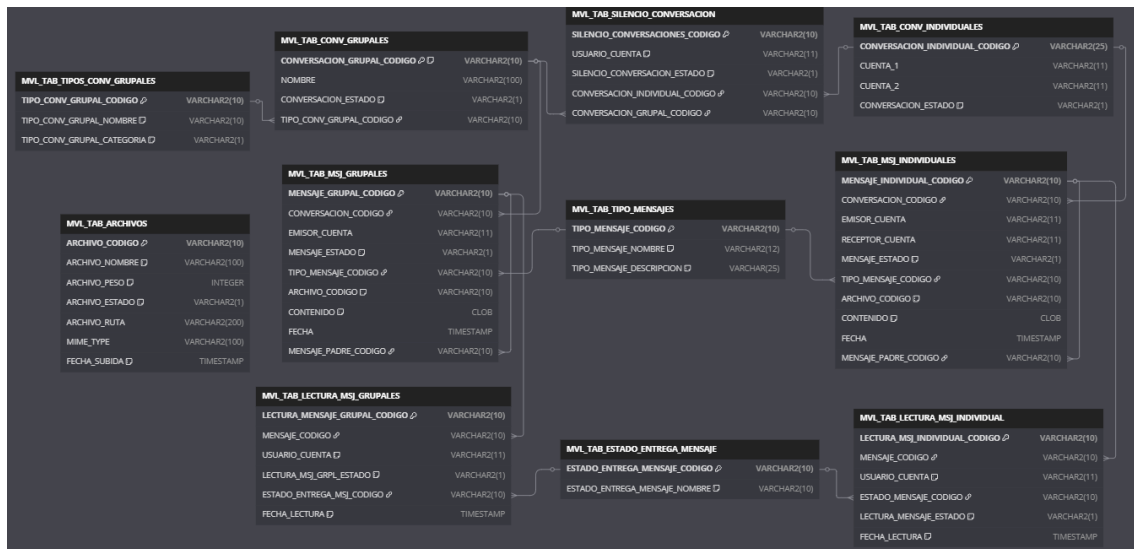 MVL_TAB_TIPOS_CONV_GRUPALES
TIPO_CONV_GRUPAL_CODIGO VARCHAR2(10)
TIPO_CONV_GRUPAL_NOMBRE VARCHAR2(10)
TIPO_CONV_GRUPAL_CATEGORIA VARCHAR2(1)
MVL_TAB_CONV_GRUPALES
CONVERSACION_GRUPAL_CODIGO VARCHAR2(10)
NOMBRE VARCHAR2(100)
CONVERSACION_ESTADO VARCHAR2(1)
TIPO_CONV_GRUPAL_CODIGO VARCHAR2(10)
MVL_TAB_SILENCIO_CONVERSACION
SILENCIO_CONVERSACIONES_CODIGO VARCHAR2(10)
USUARIO_CUENTA VARCHAR2(11)
SILENCIO_CONVERSACION_ESTADO VARCHAR2(1)
CONVERSACION_INDIVIDUAL_CODIGO VARCHAR2(10)
CONVERSACION_GRUPAL_CODIGO VARCHAR2(10)
MVL_TAB_CONV_INDIVIDUALES
CONVERSACION_INDIVIDUAL_CODIGO VARCHAR2(25)
CUENTA_1 VARCHAR2(11)
CUENTA_2 VARCHAR2(11)
CONVERSACION_ESTADO VARCHAR2(1)
MVL_TAB_ARCHIVOS
ARCHIVO_CODIGO VARCHAR2(10)
ARCHIVO_NOMBRE VARCHAR2(100)
ARCHIVO_PESO INTEGER
ARCHIVO_ESTADO VARCHAR2(1)
ARCHIVO_RUTA VARCHAR2(200)
MIME_TYPE VARCHAR2(100)
FECHA_SUBIDA TIMESTAMP
MVL_TAB_MSJ_GRUPALES
MENSAJE_GRUPAL_CODIGO VARCHAR2(10)
CONVERSACION_CODIGO VARCHAR2(10)
EMISOR_CUENTA VARCHAR2(11)
MENSAJE_ESTADO VARCHAR2(1)
TIPO_MENSAJE_CODIGO VARCHAR2(10)
ARCHIVO_CODIGO VARCHAR2(10)
CONTENIDO CLOB
FECHA TIMESTAMP
MENSAJE_PADRE_CODIGO VARCHAR2(10)
MVL_TAB_TIPO_MENSAJES
TIPO_MENSAJE_CODIGO VARCHAR2(10)
TIPO_MENSAJE_NOMBRE VARCHAR2(12)
TIPO_MENSAJE_DESCRIPCION VARCHAR(25)
MVL_TAB_MSJ_INDIVIDUALES
MENSAJE_INDIVIDUAL_CODIGO VARCHAR2(10)
CONVERSACION_CODIGO VARCHAR2(10)
EMISOR_CUENTA VARCHAR2(11)
RECEPTOR_CUENTA VARCHAR2(11)
MENSAJE_ESTADO VARCHAR2(1)
TIPO_MENSAJE_CODIGO VARCHAR2(10)
ARCHIVO_CODIGO VARCHAR2(10)
CONTENIDO CLOB
FECHA TIMESTAMP
MENSAJE_PADRE_CODIGO VARCHAR2(10)
MVL_TAB_LECTURA_MSJ_GRUPALES
LECTURA_MENSAJE_GRUPAL_CODIGO VARCHAR2(10)
MENSAJE_CODIGO VARCHAR2(10)
USUARIO_CUENTA VARCHAR2(11)
LECTURA_MSJ_GRPL_ESTADO VARCHAR2(1)
ESTADO_ENTREGA_MSJ_CODIGO VARCHAR2(10)
FECHA_LECTURA TIMESTAMP
MVL_TAB_ESTADO_ENTREGA_MENSAJE
ESTADO_ENTREGA_MENSAJE_CODIGO VARCHAR2(10)
ESTADO_ENTREGA_MENSAJE_NOMBRE VARCHAR2(10)
MVL_TAB_LECTURA_MSJ_INDIVIDUAL
LECTURA_MSJ_INDIVIDUAL_CODIGO VARCHAR2(10)
MENSAJE_CODIGO VARCHAR2(10)
USUARIO_CUENTA VARCHAR2(11)
ESTADO_MENSAJE_CODIGO VARCHAR2(10)
LECTURA_MENSAJE_ESTADO VARCHAR2(1)
FECHA_LECTURA TIMESTAMP